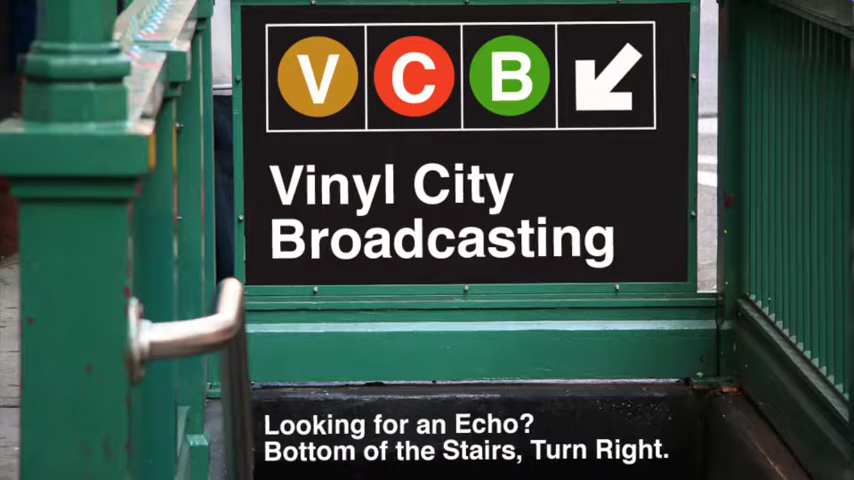 V C B
Vinyl City
Broadcasting
Looking for an Echo?
Bottom of the Stairs, Turn Right.